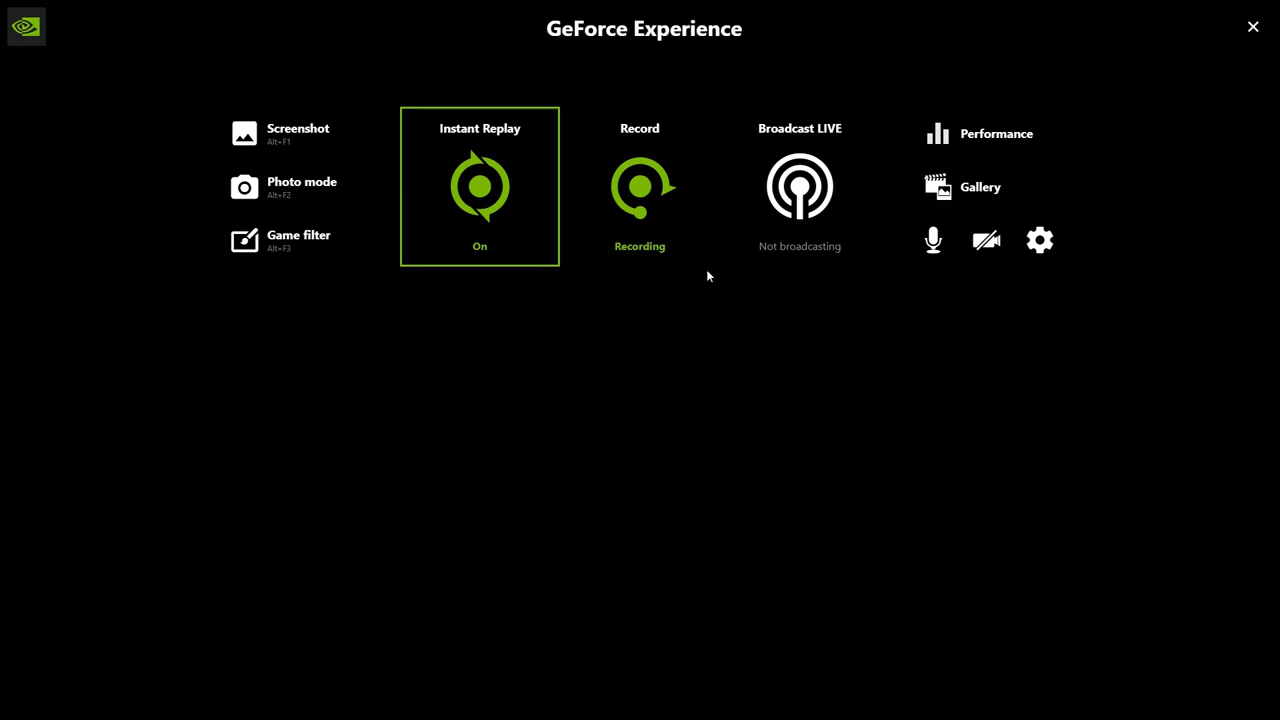 GeForce Experience
Screenshot
Alt+F1
Photo mode
Alt+F2
Game filter
Alt+F3
Instant Replay
On
Record
Recording
Broadcast LIVE
Not broadcasting
Performance
Gallery